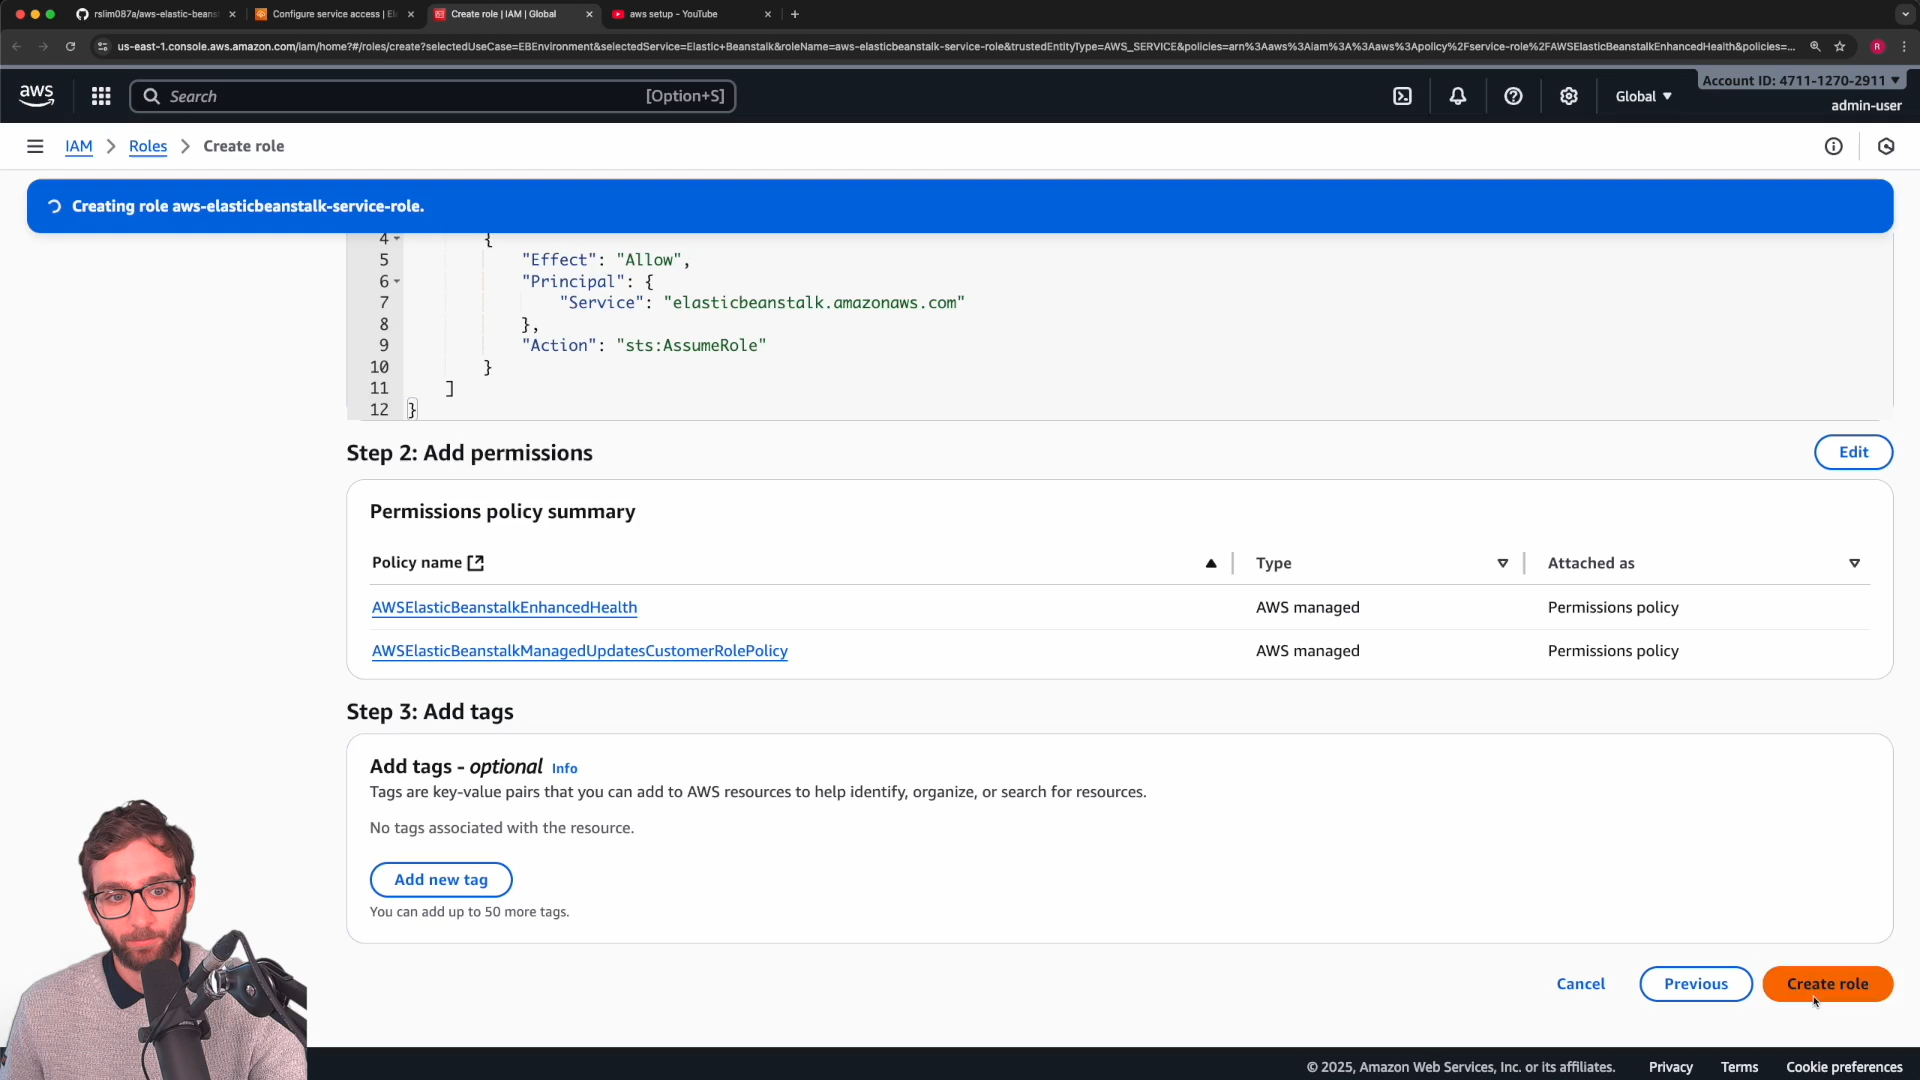 rslim087a/aws-elastic-beans
Configure service access | El
Create role | IAM | Global
aws setup - YouTube
us-east-1.console.aws.amazon.com/iam/home?#/roles/create?selectedUseCase=EBEnvironment&selectedService=Elastic+Beanstalk&roleName=aws-elasticbeanstalk-service-role&trustedEntityType=AWS_SERVICE&policies=arn%3Aaws%3Aiam%3A%3Aaws%3Apolicy%2Fservice-role%2FAWSElasticBeanstalkEnhancedHealth&policies=...
R
aws
Search
[Option+S]
Global
Account ID: 4711-1270-2911
admin-user
IAM
Roles
Create role
Creating role aws-elasticbeanstalk-service-role.
4 {
5 "Effect": "Allow",
6 "Principal": {
7 "Service": "elasticbeanstalk.amazonaws.com"
8 },
9 "Action": "sts:AssumeRole"
10 }
11 ]
12 }
Step 2: Add permissions
Edit
Permissions policy summary
Policy name
Type
Attached as
AWSElasticBeanstalkEnhancedHealth
AWS managed
Permissions policy
AWSElasticBeanstalkManagedUpdatesCustomerRolePolicy
AWS managed
Permissions policy
Step 3: Add tags
Add tags - optional Info
Tags are key-value pairs that you can add to AWS resources to help identify, organize, or search for resources.
No tags associated with the resource.
Add new tag
You can add up to 50 more tags.
Cancel
Previous
Create role
© 2025, Amazon Web Services, Inc. or its affiliates.
Privacy
Terms
Cookie preferences